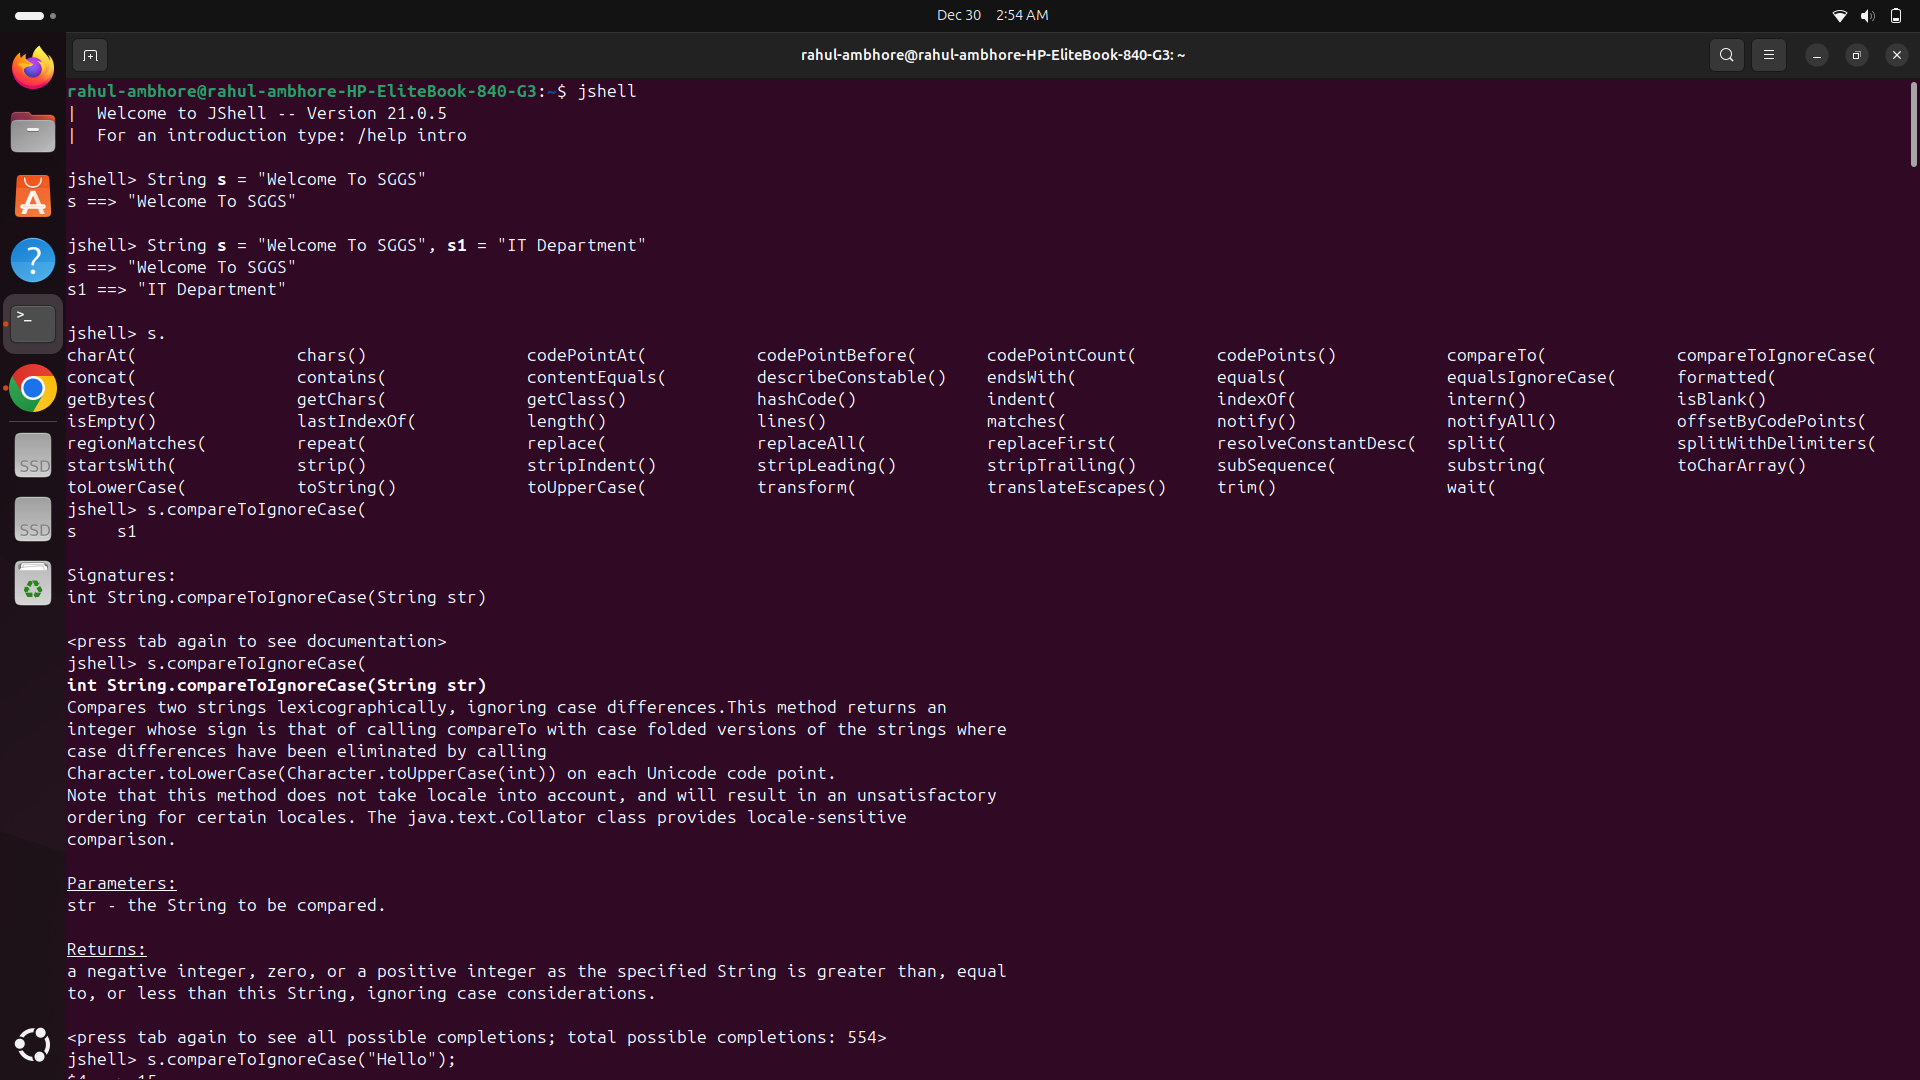 Dec 30 2:54 AM
rahul-ambhore@rahul-ambhore-HP-EliteBook-840-G3: ~
rahul-ambhore@rahul-ambhore-HP-EliteBook-840-G3:~$ jshell
| Welcome to JShell -- Version 21.0.5
| For an introduction type: /help intro
jshell> String s = "Welcome To SGGS"
s ==> "Welcome To SGGS"
jshell> String s = "Welcome To SGGS", s1 = "IT Department"
s ==> "Welcome To SGGS"
s1 ==> "IT Department"
jshell> s.
charAt( chars() codePointAt( codePointBefore( codePointCount( codePoints() compareTo( compareToIgnoreCase(
concat( contains( contentEquals( describeConstable() endsWith( equals( equalsIgnoreCase( formatted(
getBytes( getChars( getClass() hashCode() indent( indexOf( intern() isBlank()
isEmpty() lastIndexOf( length() lines() matches( notify() notifyAll() offsetByCodePoints(
regionMatches( repeat( replace( replaceAll( replaceFirst( resolveConstantDesc( split( splitWithDelimiters(
startsWith( strip() stripIndent() stripLeading() stripTrailing() subSequence( substring( toCharArray()
toLowerCase( toString() toUpperCase( transform( translateEscapes() trim() wait(
jshell> s.compareToIgnoreCase(
s s1
Signatures:
int String.compareToIgnoreCase(String str)
<press tab again to see documentation>
jshell> s.compareToIgnoreCase(
int String.compareToIgnoreCase(String str)
Compares two strings lexicographically, ignoring case differences.This method returns an
integer whose sign is that of calling compareTo with case folded versions of the strings where
case differences have been eliminated by calling
Character.toLowerCase(Character.toUpperCase(int)) on each Unicode code point.
Note that this method does not take locale into account, and will result in an unsatisfactory
ordering for certain locales. The java.text.Collator class provides locale-sensitive
comparison.
Parameters:
str - the String to be compared.
Returns:
a negative integer, zero, or a positive integer as the specified String is greater than, equal
to, or less than this String, ignoring case considerations.
<press tab again to see all possible completions; total possible completions: 554>
jshell> s.compareToIgnoreCase("Hello");
SSD
SSD